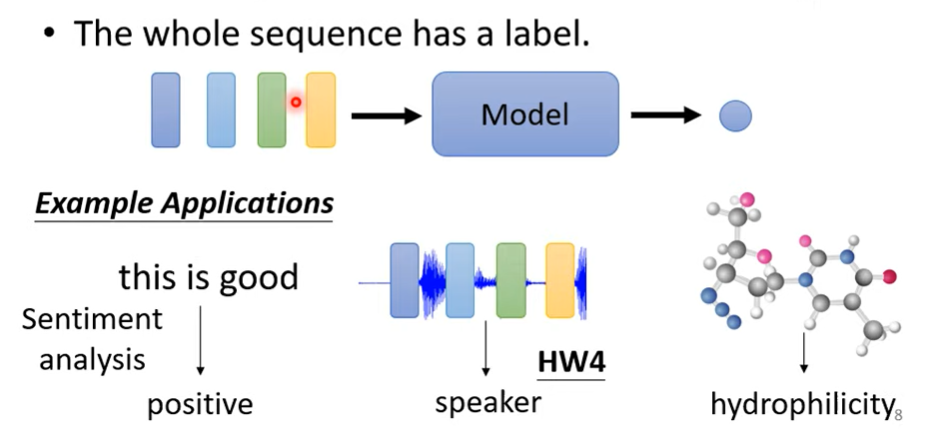 • The whole sequence has a label.
Model
Example Applications
this is good
Sentiment
analysis
positive
HW4
speaker
hydrophilicity
8